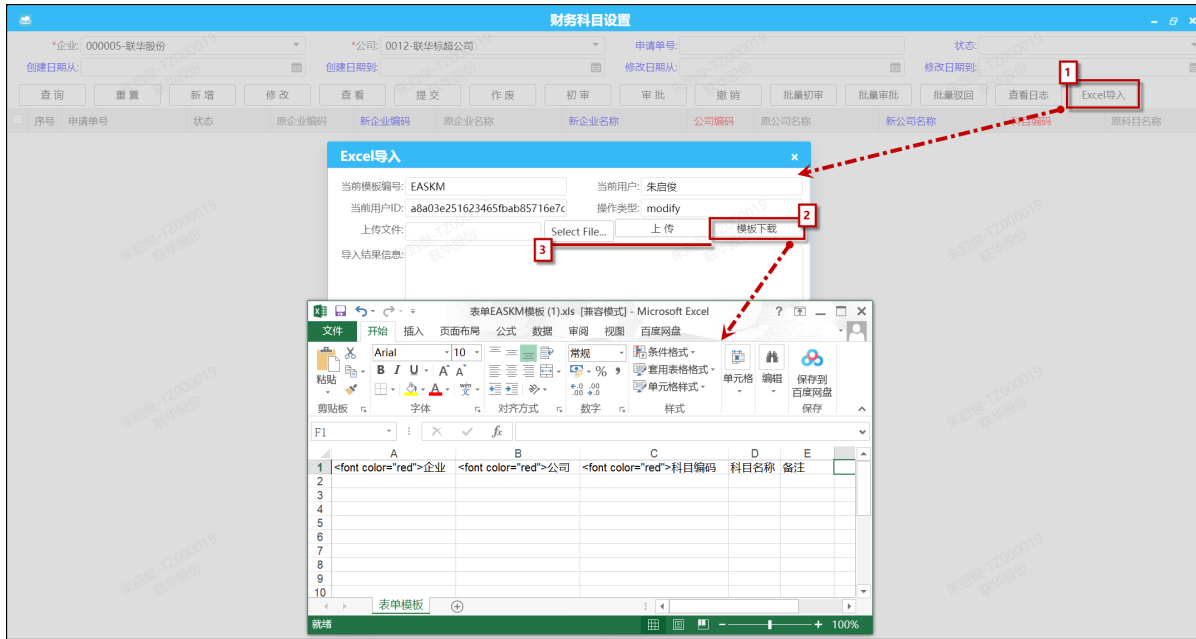 财务科目设置
*企业: 000005-联华股份 *公司: 0012-联华标超公司 申请单号: 状态:
创建日期从: 创建日期到: 修改日期从: 修改日期到:
1
查询 重置 新增 修改 查看 提交 作废 初审 审批 撤销 批量初审 批量审批 批量驳回 查看日志 Excel导入
序号 申请单号 状态 原企业编码 新企业编码 原企业名称 新企业名称 公司编码 原公司名称 新公司名称 科目编码 原科目名称
Excel导入
当前模板编号: EASKM 当前用户: 朱启俊
当前用户ID: a8a03e251623465fbab85716e7c 操作类型: modify
2
上传文件: Select File... 上传 模板下载
3
导入结果信息:
表单EASKM模板 (1).xls [兼容模式] - Microsoft Excel
文件 开始 插入 页面布局 公式 数据 审阅 视图 百度网盘
粘贴 Arial 10 常规 条件格式 单元格 编辑 保存到 百度网盘
B I U A A % 套用表格格式
单元格样式
剪贴板 字体 对齐方式 数字 样式 保存
F1 fx
A B C D E
1 <font color="red">企业 <font color="red">公司 <font color="red">科目编码 科目名称 备注
2
3
4
5
6
7
8
9
10
表单模板
就绪 100%
朱启俊-TZ000019
联华股份